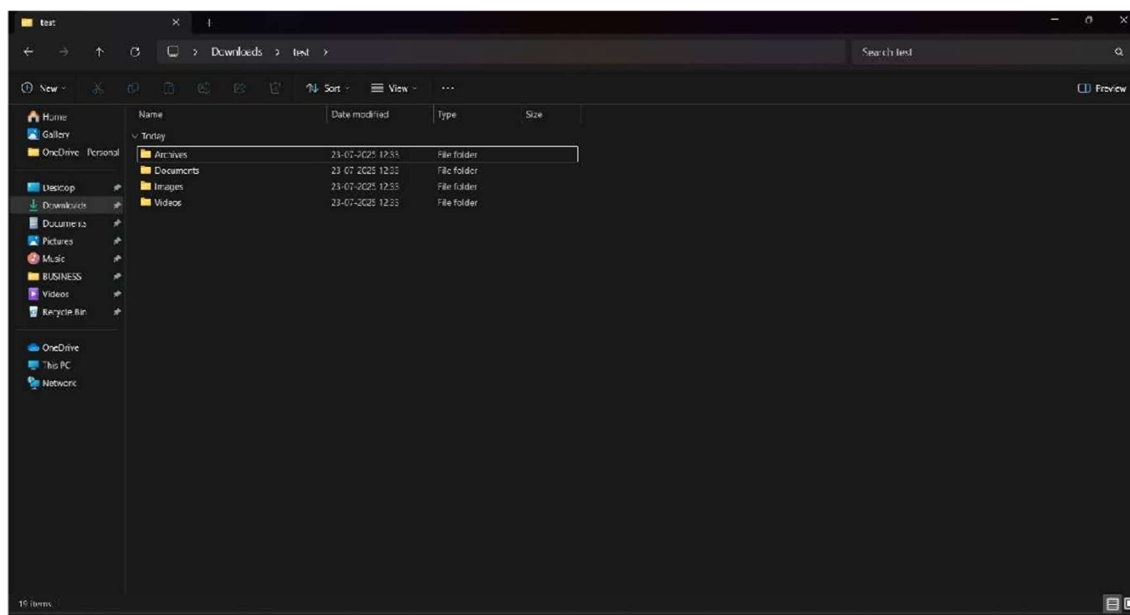 test
Downloads > test >
Search test
New
Sort
View
...
Preview
Home
Gallery
OneDrive Personal
Desktop
Downloads
Documents
Pictures
Music
BUSINESS
Videos
Recycle Bin
OneDrive
This PC
Network
Name Date modified Type Size
Today
Archives 23-07-2025 12:33 File folder
Documents 23-07-2025 12:33 File folder
Images 23-07-2025 12:33 File folder
Videos 23-07-2025 12:33 File folder
19 items